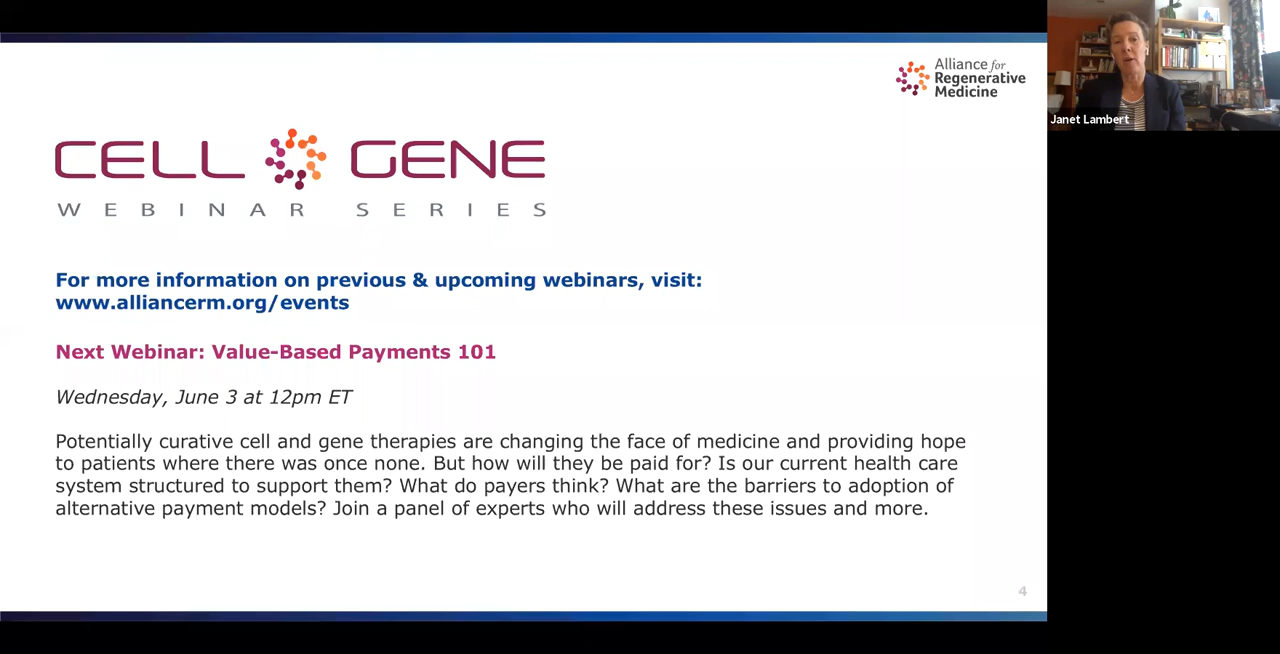 Alliance for
Regenerative
Medicine
Janet Lambert
CELL GENE
WEBINAR SERIES
For more information on previous & upcoming webinars, visit:
www.alliancerm.org/events
Next Webinar: Value-Based Payments 101
Wednesday, June 3 at 12pm ET
Potentially curative cell and gene therapies are changing the face of medicine and providing hope
to patients where there was once none. But how will they be paid for? Is our current health care
system structured to support them? What do payers think? What are the barriers to adoption of
alternative payment models? Join a panel of experts who will address these issues and more.
4